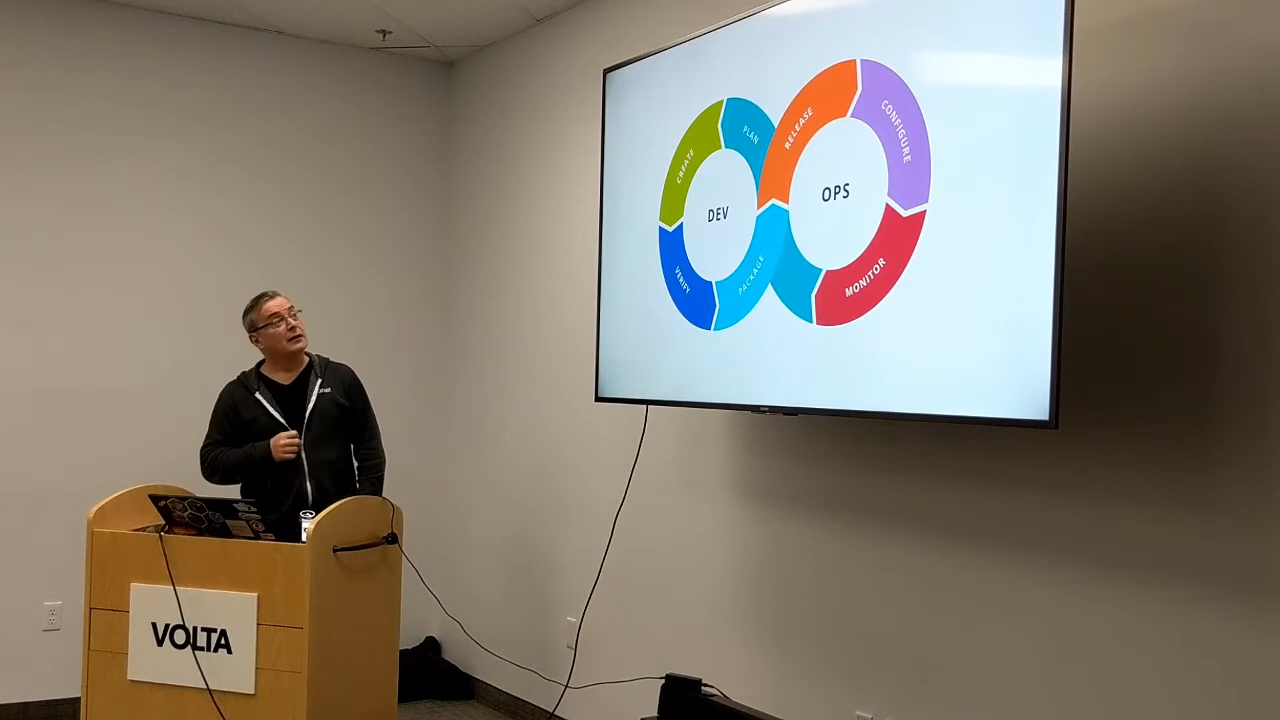 PLAN
RELEASE
CONFIGURE
CREATE
DEV
OPS
VERIFY
PACKAGE
MONITOR
VOLTA